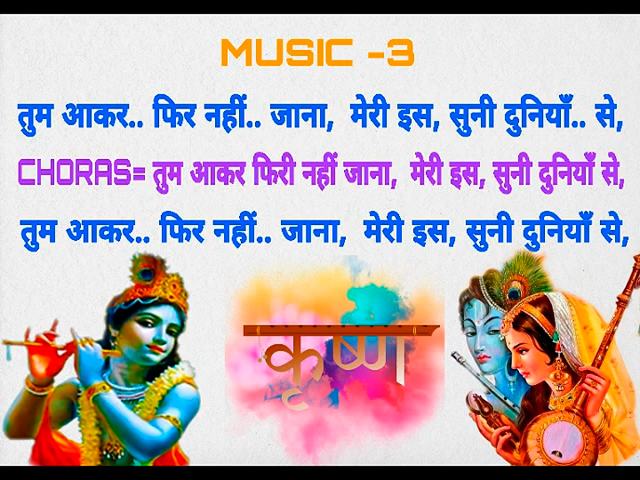 MUSIC -3
तुम आकर.. फिर नहीं.. जाना, मेरी इस, सुनी दुनियाँ.. से,
CHORAS= तुम आकर फिरी नहीं जाना, मेरी इस, सुनी दुनियाँ से,
तुम आकर.. फिर नहीं.. जाना, मेरी इस, सुनी दुनियाँ से,
कृष्ण